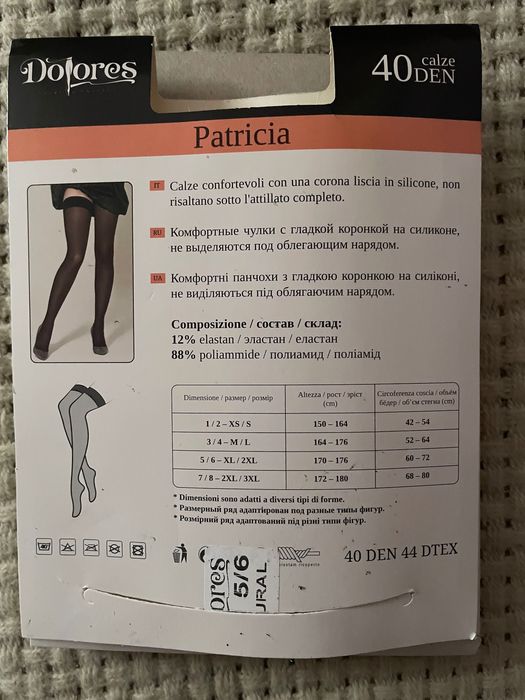 Dolores
40 calze DEN
Patricia
IT Calze confortevoli con una corona liscia in silicone, non
risaltano sotto l'attillato completo.
RU Комфортные чулки с гладкой коронкой на силиконе,
не выделяются под облегающим нарядом.
UA Комфортні панчохи з гладкою коронкою на силіконі,
не виділяються під облягаючим нарядом.
Composizione / состав / склад:
12% elastan / эластан / еластан
88% poliammide / полиамид / поліамід
Dimensione / размер / розмір
Altezza / рост / зріст
(cm)
Circoferenza coscia / объём
бёдер / об'єм стегна (cm)
1 / 2 – XS / S 150 – 164 42 – 54
3 / 4 – M / L 164 – 176 52 – 64
5 / 6 – XL / 2XL 170 – 176 60 – 72
7 / 8 – 2XL / 3XL 172 – 180 68 – 80
* Dimensioni sono adatti a diversi tipi di forme.
* Размерный ряд адаптирован под разные типы фигур.
* Розмірний ряд адаптований під різні типи фігур.
40 DEN 44 DTEX
ores
5/6
URAL